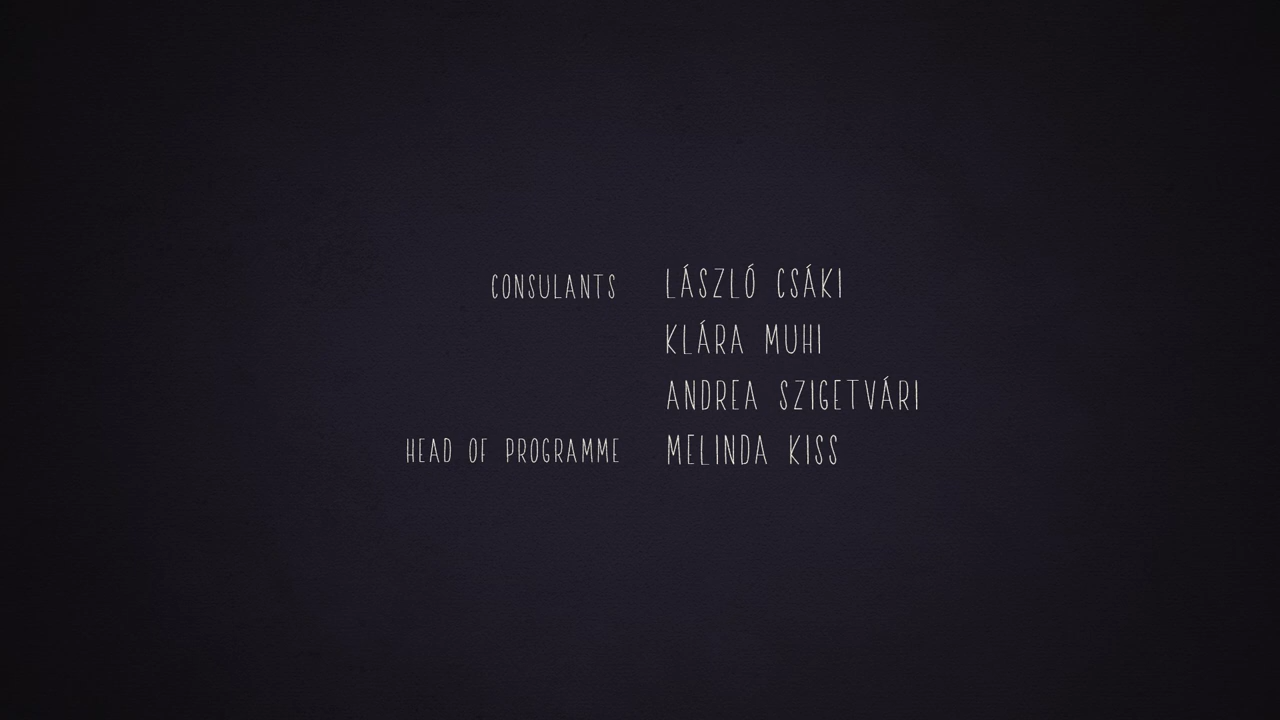 CONSULANTS LÁSZLÓ CSÁKI
KLÁRA MUHI
ANDREA SZIGETVÁRI
HEAD OF PROGRAMME MELINDA KISS